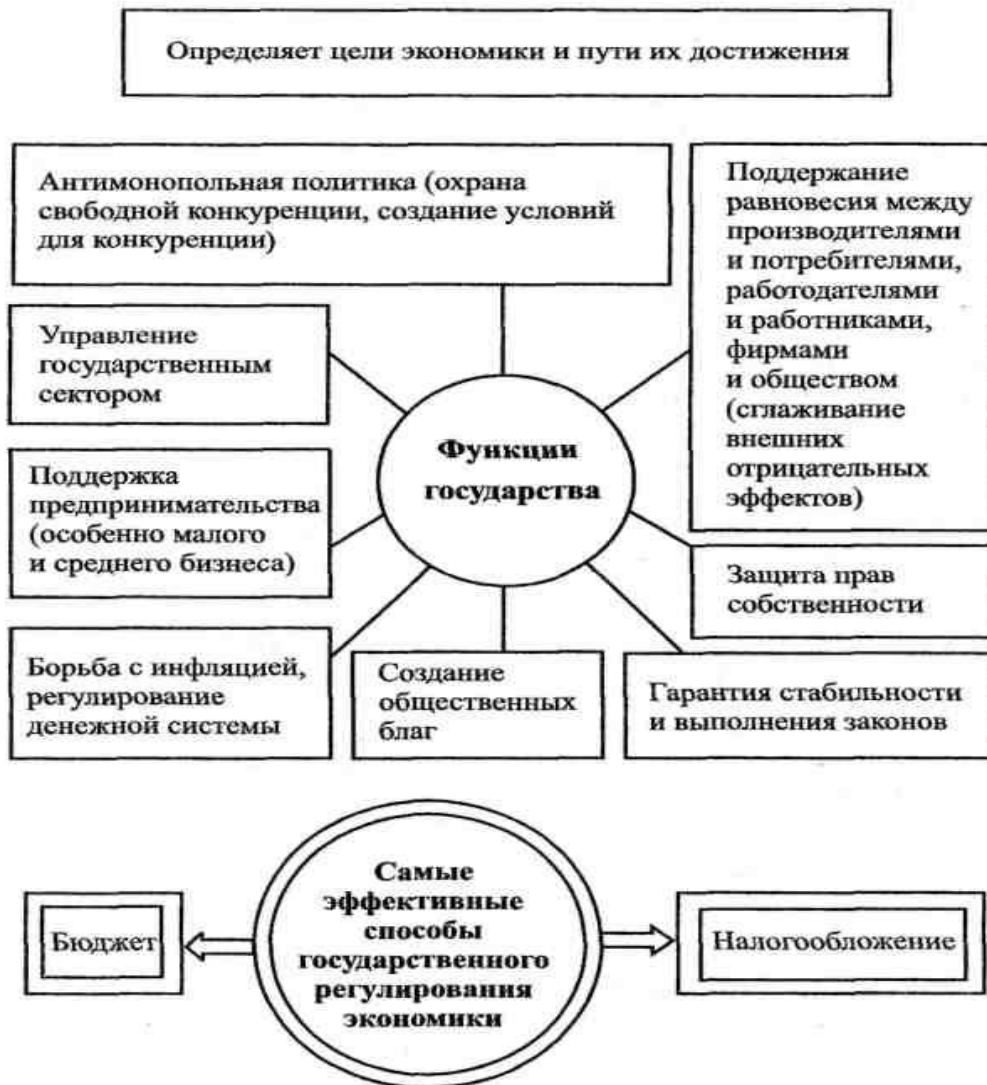 Определяет цели экономики и пути их достижения
Антимонопольная политика (охрана
свободной конкуренции, создание условий
для конкуренции)
Поддержание
равновесия между
производителями
и потребителями,
работодателями
и работниками,
фирмами
и обществом
(сглаживание
внешних
отрицательных
эффектов)
Управление
государственным
сектором
Функции
государства
Поддержка
предпринимательства
(особенно малого
и среднего бизнеса)
Защита прав
собственности
Борьба с инфляцией,
регулирование
денежной системы
Создание
общественных
благ
Гарантия стабильности
и выполнения законов
Самые
эффективные
способы
государственного
регулирования
экономики
Бюджет
Налогообложение